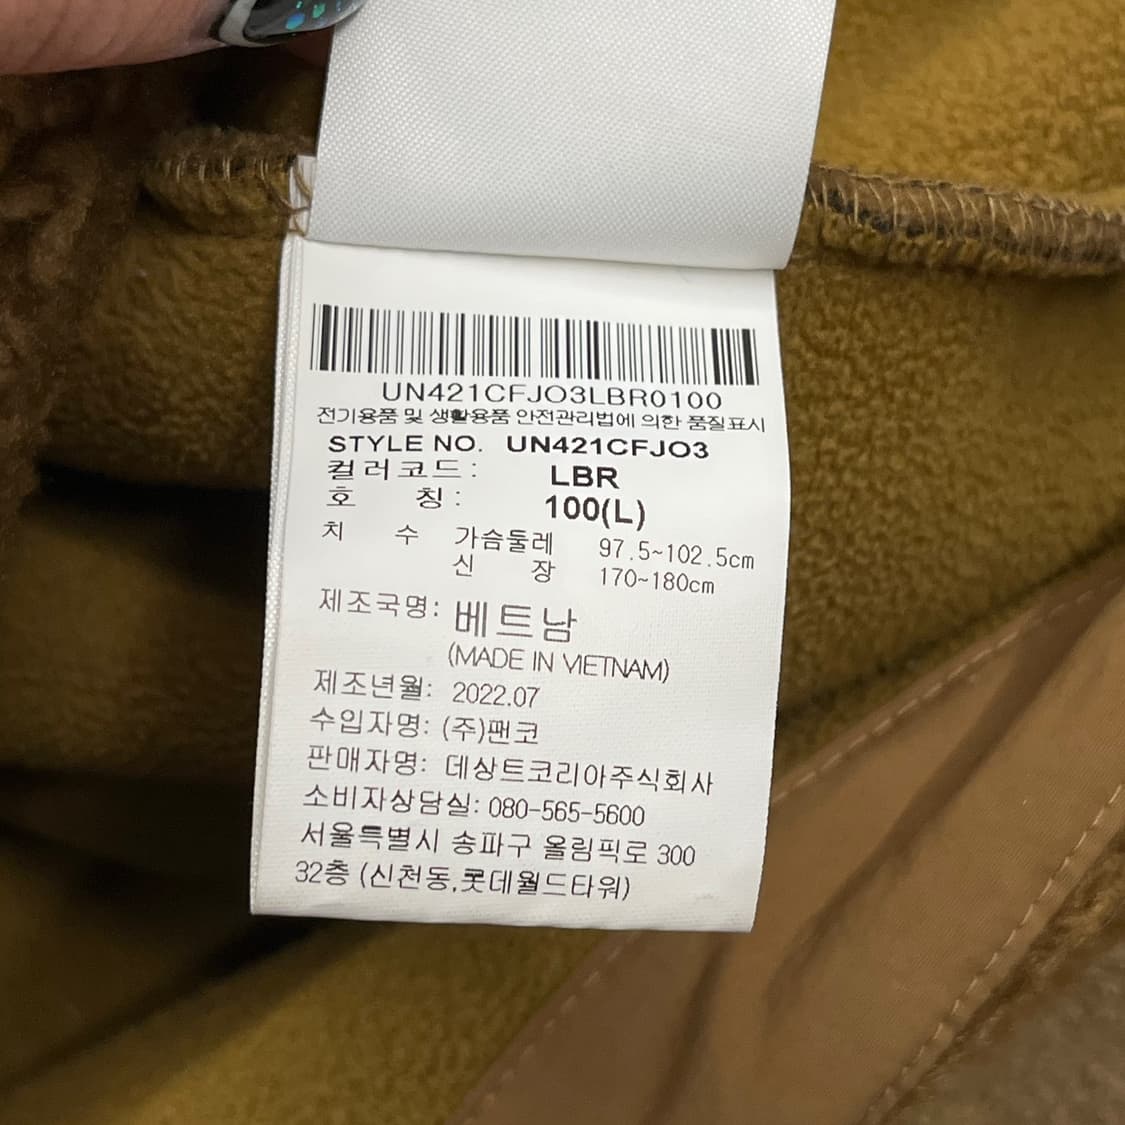 UN421CFJO3LBR0100
전기용품 및 생활용품 안전관리법에 의한 품질표시
STYLE NO. UN421CFJO3
컬러코드: LBR
호 칭: 100(L)
치 수 가슴둘레 97.5~102.5cm
신 장 170~180cm
제조국명: 베트남
(MADE IN VIETNAM)
제조년월: 2022.07
수입자명: (주)팬코
판매자명: 데상트코리아주식회사
소비자상담실: 080-565-5600
서울특별시 송파구 올림픽로 300
32층 (신천동,롯데월드타워)